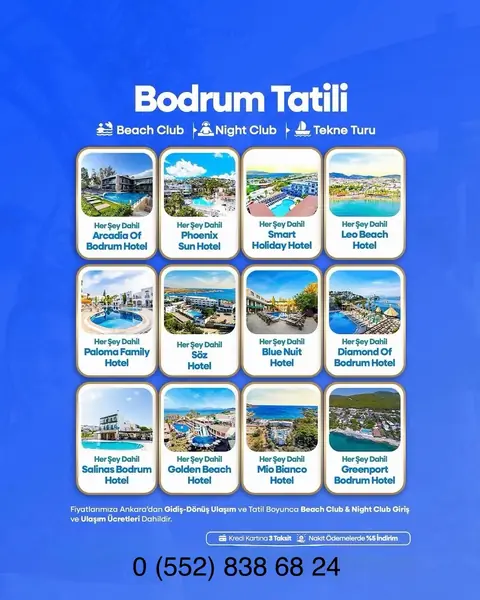 Bodrum Tatili
Beach Club Night Club Tekne Turu
Her Şey Dahil
Arcadia Of
Bodrum Hotel
Her Şey Dahil
Phoenix
Sun Hotel
Her Şey Dahil
Smart
Holiday Hotel
Her Şey Dahil
Leo Beach
Hotel
Her Şey Dahil
Paloma Family
Hotel
Her Şey Dahil
Söz
Hotel
Her Şey Dahil
Blue Nuit
Hotel
Her Şey Dahil
Diamond Of
Bodrum Hotel
Her Şey Dahil
Salinas Bodrum
Hotel
Her Şey Dahil
Golden Beach
Hotel
Her Şey Dahil
Mio Bianco
Hotel
Her Şey Dahil
Greenport
Bodrum Hotel
Fiyatlarımıza Ankara'dan Gidiş-Dönüş Ulaşım ve Tatil Boyunca Beach Club & Night Club Giriş
ve Ulaşım Ücretleri Dahildir.
Kredi Kartına 3 Taksit Nakit Ödemelerde %5 İndirim
0 (552) 838 68 24